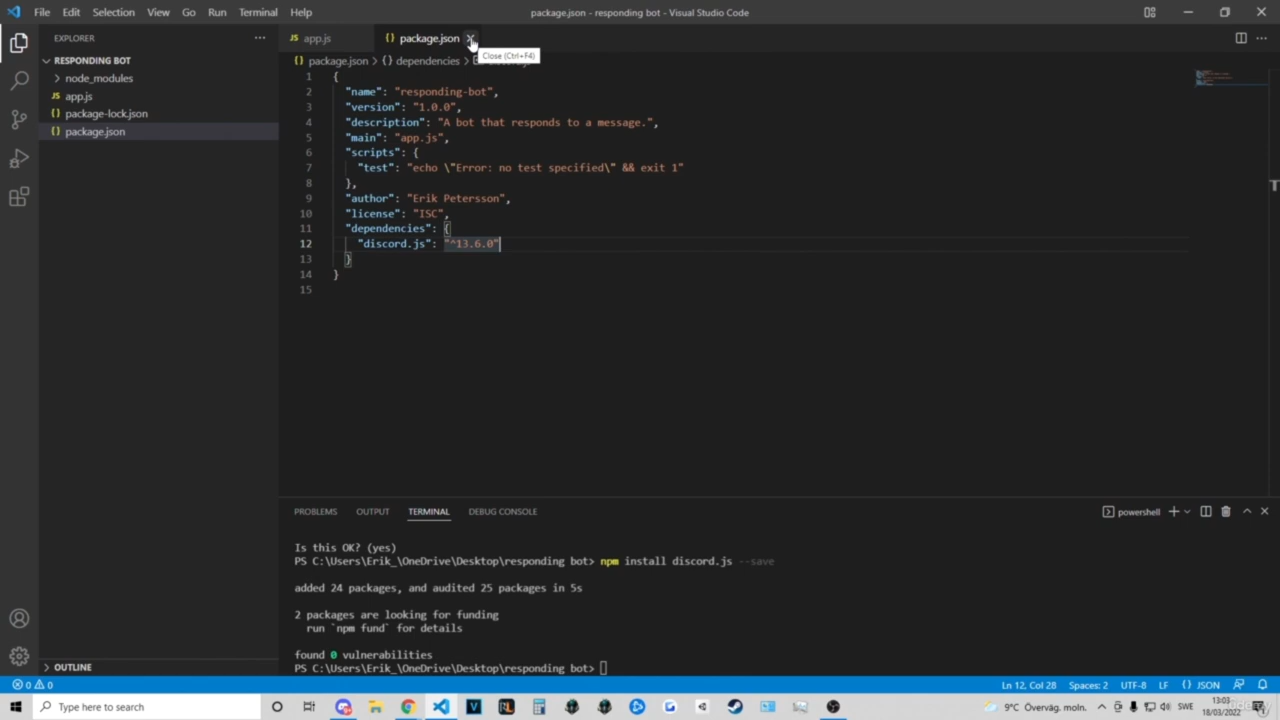 File Edit Selection View Go Run Terminal Help
package.json - responding bot - Visual Studio Code
EXPLORER
RESPONDING BOT
node_modules
JS app.js
{} package-lock.json
{} package.json
OUTLINE
JS app.js
{} package.json
Close (Ctrl+F4)
{} package.json > {} dependencies >
1 {
2 "name": "responding-bot",
3 "version": "1.0.0",
4 "description": "A bot that responds to a message.",
5 "main": "app.js",
6 "scripts": {
7 "test": "echo \"Error: no test specified\" && exit 1"
8 },
9 "author": "Erik Petersson",
10 "license": "ISC",
11 "dependencies": {
12 "discord.js": "^13.6.0"
13 }
14 }
15
PROBLEMS OUTPUT TERMINAL DEBUG CONSOLE
powershell
Is this OK? (yes)
PS C:\Users\Erik_\OneDrive\Desktop\responding bot> npm install discord.js --save
added 24 packages, and audited 25 packages in 5s
2 packages are looking for funding
run `npm fund` for details
found 0 vulnerabilities
PS C:\Users\Erik_\OneDrive\Desktop\responding bot>
0 0
Ln 12, Col 28 Spaces: 2 UTF-8 LF {} JSON
Type here to search
9°C Överväg. moln.
SWE
13:03
18/03/2022